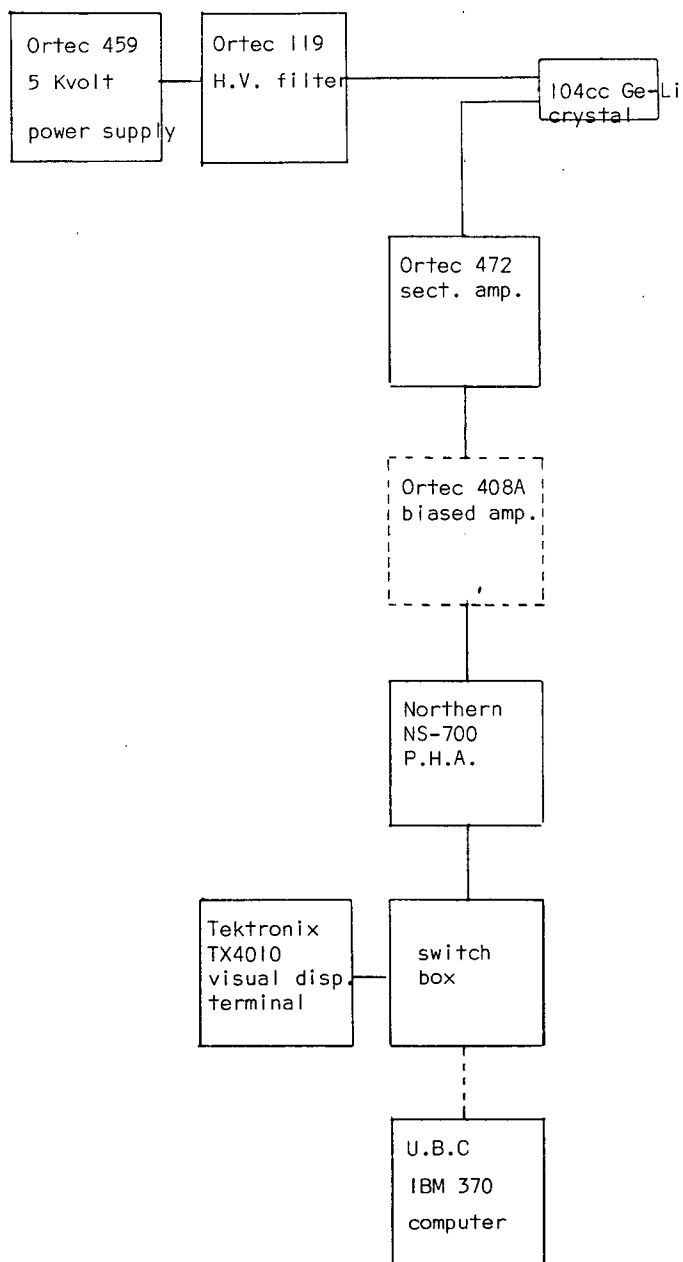 Ortec 459
5 Kvolt
power supply
Ortec 119
H.V. filter
104cc Ge-Li
crystal
Ortec 472
sect. amp.
Ortec 408A
biased amp.
Northern
NS-700
P.H.A.
Tektronix
TX4010
visual disp.
terminal
switch
box
U.B.C
IBM 370
computer